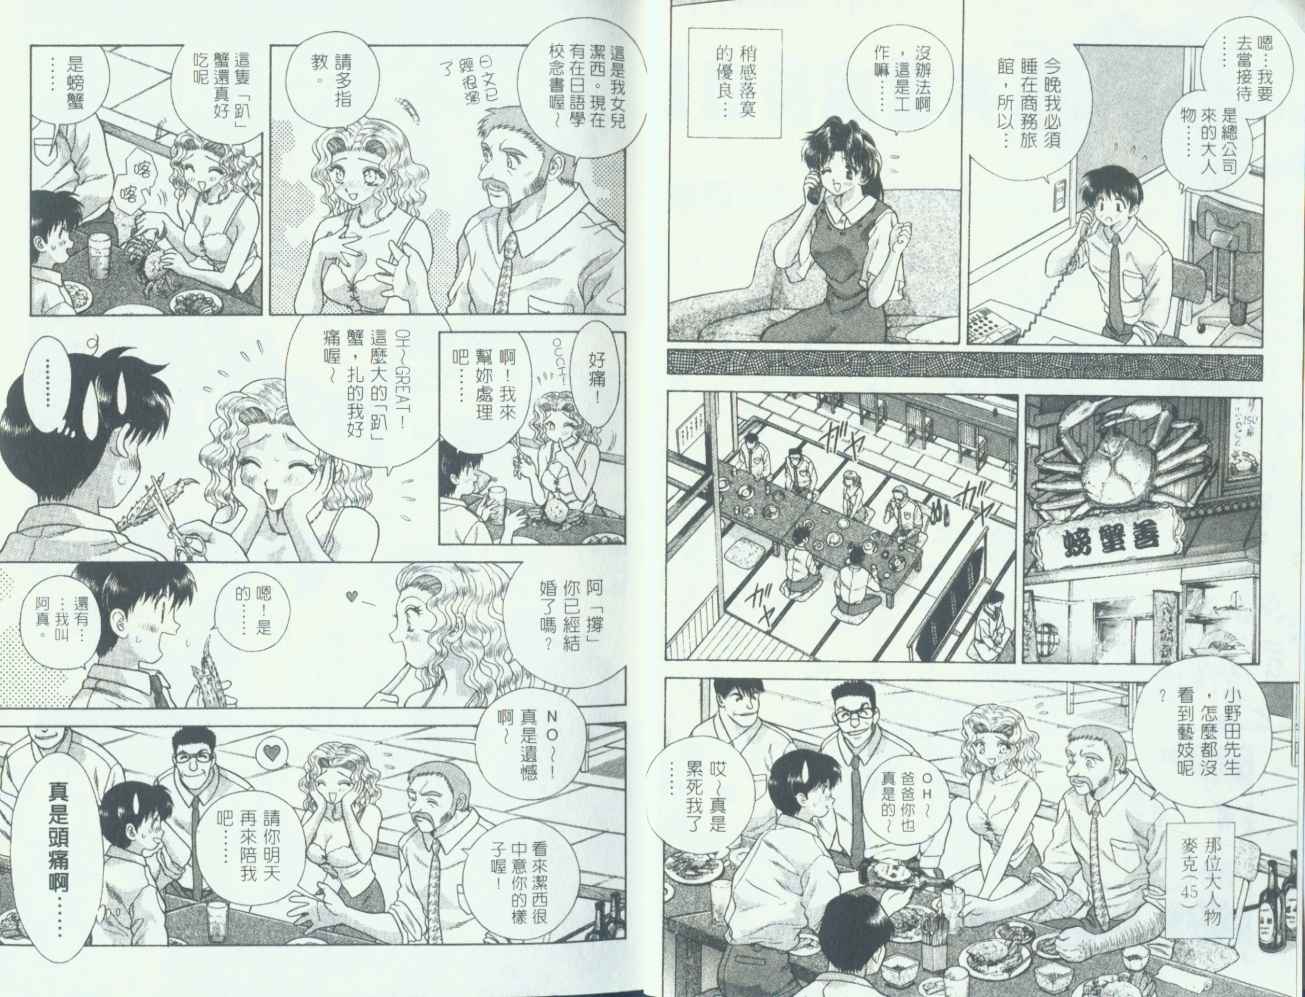 嗯…我要
去當接待
……
是總公司
來的大人
物……
今晚我必須
睡在商務旅
館，所以…
沒辦法啊
，這是工
作嘛……
稍感落寞
的優良…
螃蟹善
小野田先生
，怎麼都沒
看到藝妓呢
?
那位大人物
麥克，45
OH～
爸爸你也
真是的～
哎～真是
累死我了
這是我女兒
潔西。現在
有在日語學
校念書喔～
日文已
經很溜
了
請多指
教。
這隻「趴」
蟹還真好
吃呢
喀
喀
是螃蟹
……
好痛！
OOCH!
啊！我來
幫妳處理
吧……
OH～GREAT!
這麼大的「趴」
蟹，扎的我好
痛喔～
…………
阿「撐」
你已經結
婚了嗎？
嗯！是
的……
還有…
…我叫
阿真。
NO～！
真是遺憾
啊～
看來潔西很
中意你的樣
子喔！
請你明天
再來陪我
吧……
真是頭痛啊……